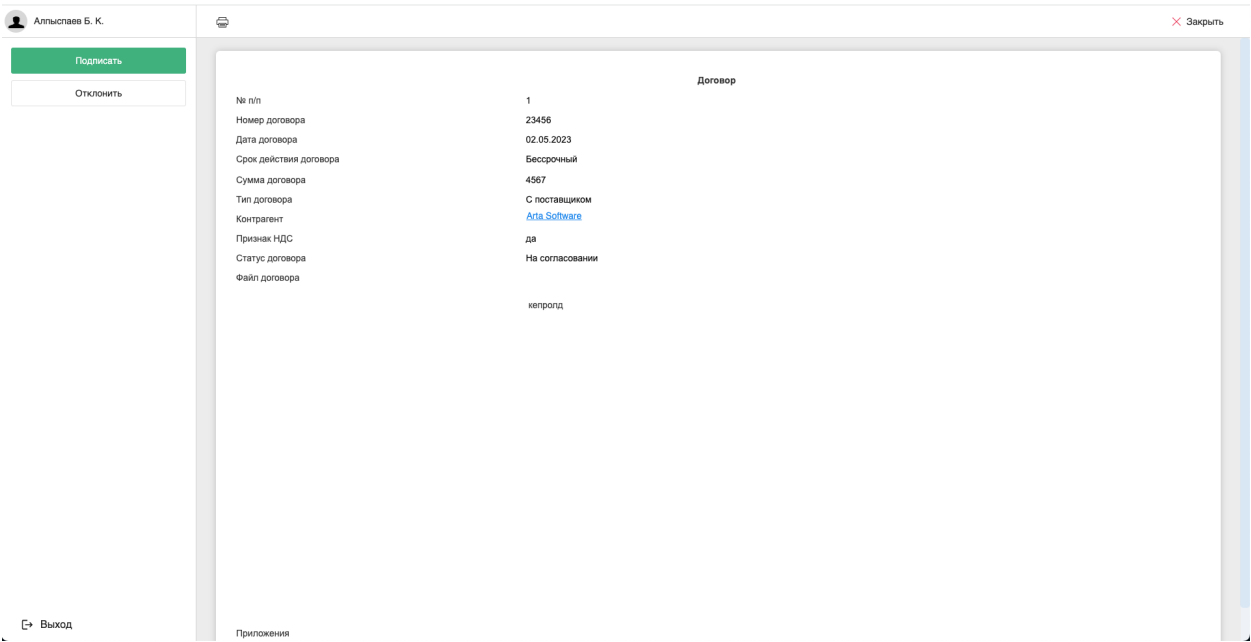 Алпыспаев Б. К.
Закрыть
Подписать
Отклонить
Договор
№ п/п 1
Номер договора 23456
Дата договора 02.05.2023
Срок действия договора Бессрочный
Сумма договора 4567
Тип договора С поставщиком
Контрагент Arta Software
Признак НДС да
Статус договора На согласовании
Файл договора
кепролд
Выход
Приложения